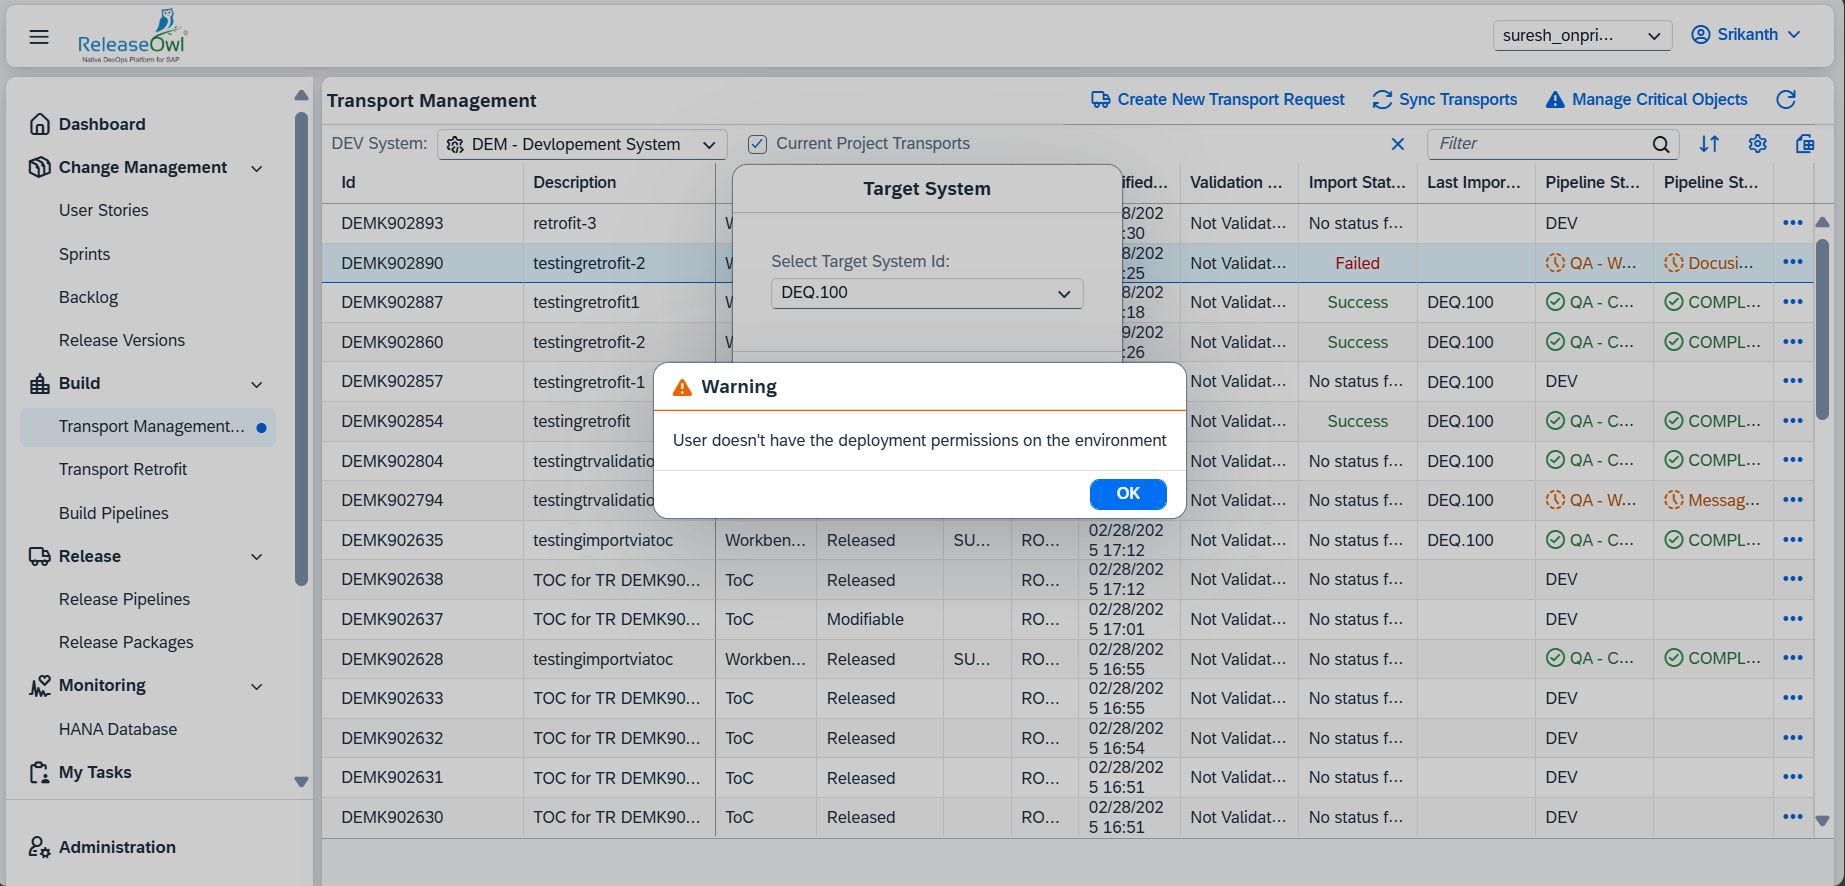 ReleaseOwl
Native DevOps Platform for SAP
suresh_onpri...
Srikanth
Dashboard
Change Management
User Stories
Sprints
Backlog
Release Versions
Build
Transport Management...
Transport Retrofit
Build Pipelines
Release
Release Pipelines
Release Packages
Monitoring
HANA Database
My Tasks
Administration
Transport Management
Create New Transport Request
Sync Transports
Manage Critical Objects
DEV System:
DEM - Devlopement System
Current Project Transports
Filter
Id Description ified... Validation ... Import Stat... Last Impor... Pipeline St... Pipeline St...
DEMK902893 retrofit-3 8/202 :30 Not Validat... No status f... DEV
DEMK902890 testingretrofit-2 8/202 :25 Not Validat... Failed QA - W... Docusi...
DEMK902887 testingretrofit1 8/202 :18 Not Validat... Success DEQ.100 QA - C... COMPL...
DEMK902860 testingretrofit-2 9/202 :26 Not Validat... Success DEQ.100 QA - C... COMPL...
DEMK902857 testingretrofit-1 Not Validat... No status f... DEQ.100 DEV
DEMK902854 testingretrofit Not Validat... Success DEQ.100 QA - C... COMPL...
DEMK902804 testingtrvalidatio Not Validat... No status f... DEQ.100 QA - C... COMPL...
DEMK902794 testingtrvalidatio Not Validat... No status f... DEQ.100 QA - W... Messag...
DEMK902635 testingimportviatoc Workben... Released SU... RO... 02/28/202 5 17:12 Not Validat... No status f... DEQ.100 QA - C... COMPL...
DEMK902638 TOC for TR DEMK90... ToC Released RO... 02/28/202 5 17:12 Not Validat... No status f... DEV
DEMK902637 TOC for TR DEMK90... ToC Modifiable RO... 02/28/202 5 17:01 Not Validat... No status f... DEV
DEMK902628 testingimportviatoc Workben... Released SU... RO... 02/28/202 5 16:55 Not Validat... No status f... QA - C... COMPL...
DEMK902633 TOC for TR DEMK90... ToC Released RO... 02/28/202 5 16:55 Not Validat... No status f... DEV
DEMK902632 TOC for TR DEMK90... ToC Released RO... 02/28/202 5 16:54 Not Validat... No status f... DEV
DEMK902631 TOC for TR DEMK90... ToC Released RO... 02/28/202 5 16:51 Not Validat... No status f... DEV
DEMK902630 TOC for TR DEMK90... ToC Released RO... 02/28/202 5 16:51 Not Validat... No status f... DEV
Target System
Select Target System Id:
DEQ.100
Warning
User doesn't have the deployment permissions on the environment
OK